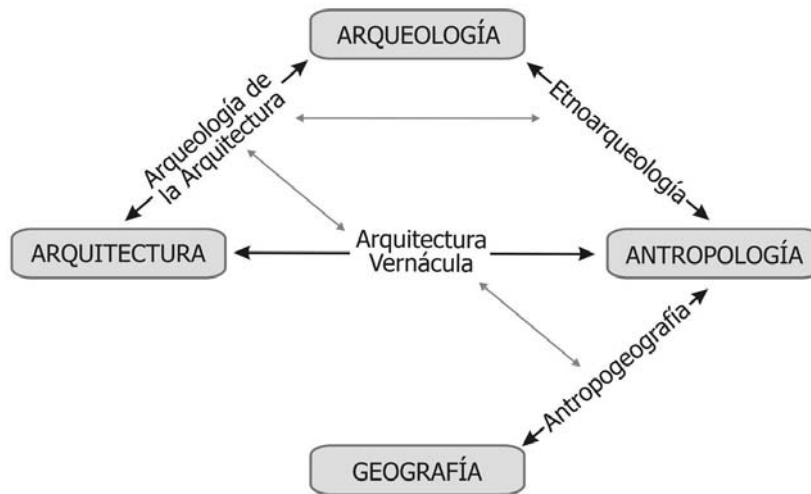 ARQUEOLOGÍA
Arqueología de
la Arquitectura
Etnoarqueología
ARQUITECTURA
Arquitectura
Vernácula
ANTROPOLOGÍA
Antropogeografía
GEOGRAFÍA